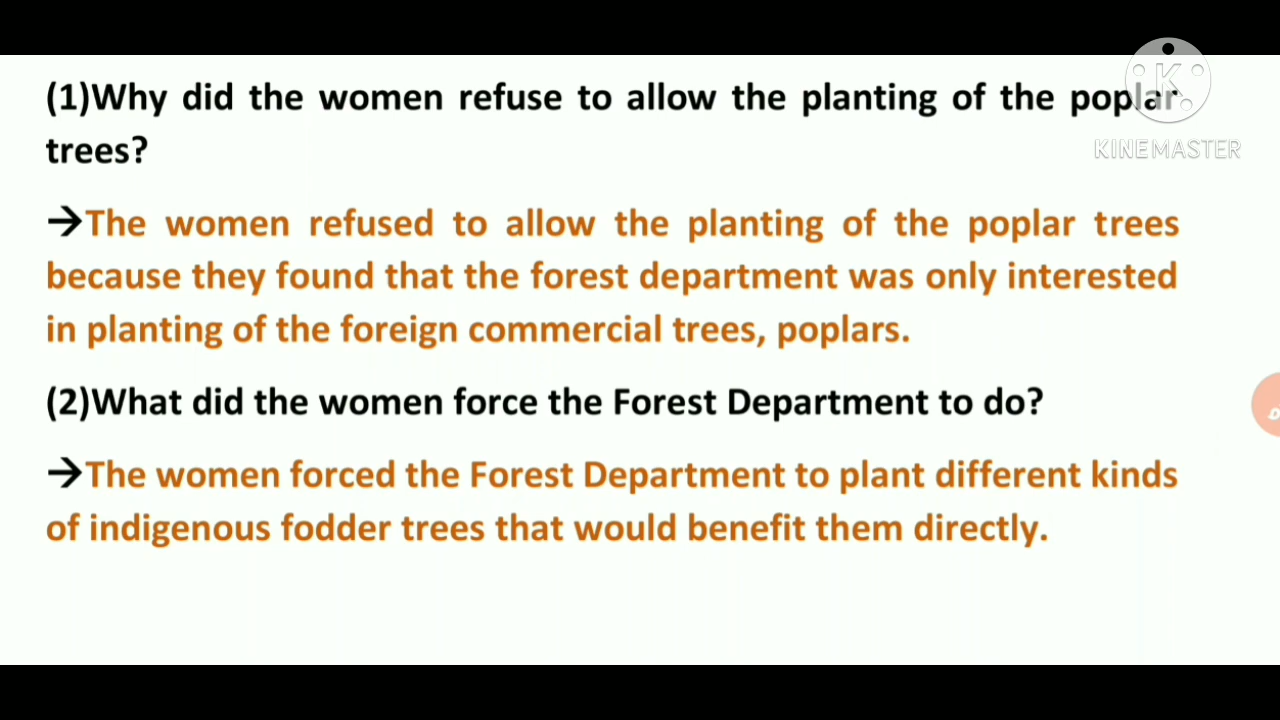 (1)Why did the women refuse to allow the planting of the poplar
trees?
→The women refused to allow the planting of the poplar trees
because they found that the forest department was only interested
in planting of the foreign commercial trees, poplars.
(2)What did the women force the Forest Department to do?
→The women forced the Forest Department to plant different kinds
of indigenous fodder trees that would benefit them directly.
K
KINEMASTER